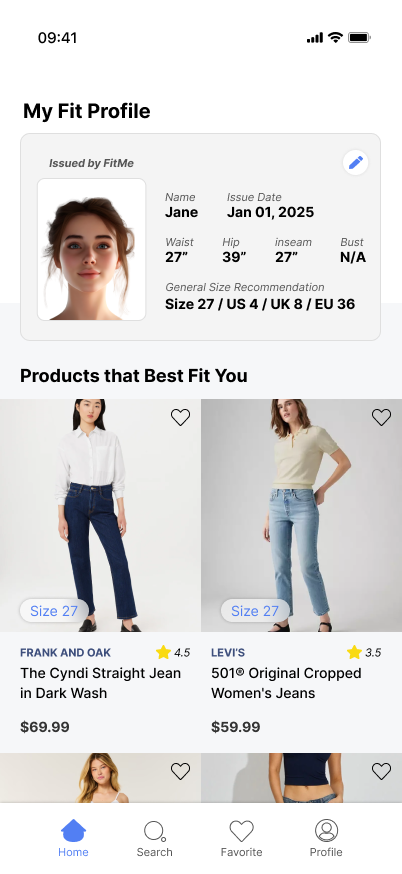 09:41
My Fit Profile
Issued by FitMe
Name Issue Date
Jane Jan 01, 2025
Waist Hip inseam Bust
27” 39” 27” N/A
General Size Recommendation
Size 27 / US 4 / UK 8 / EU 36
Products that Best Fit You
Size 27 Size 27
FRANK AND OAK 4.5 LEVI’S 3.5
The Cyndi Straight Jean 501® Original Cropped
in Dark Wash Women's Jeans
$69.99 $59.99
Home Search Favorite Profile